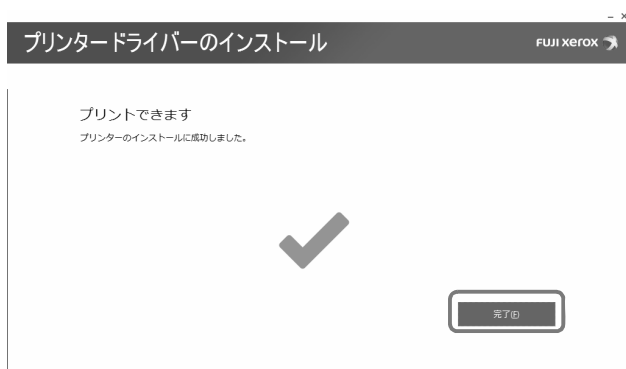 プリンタードライバーのインストール
FUJI xerox
プリントできます
プリンターのインストールに成功しました。
完了(F)